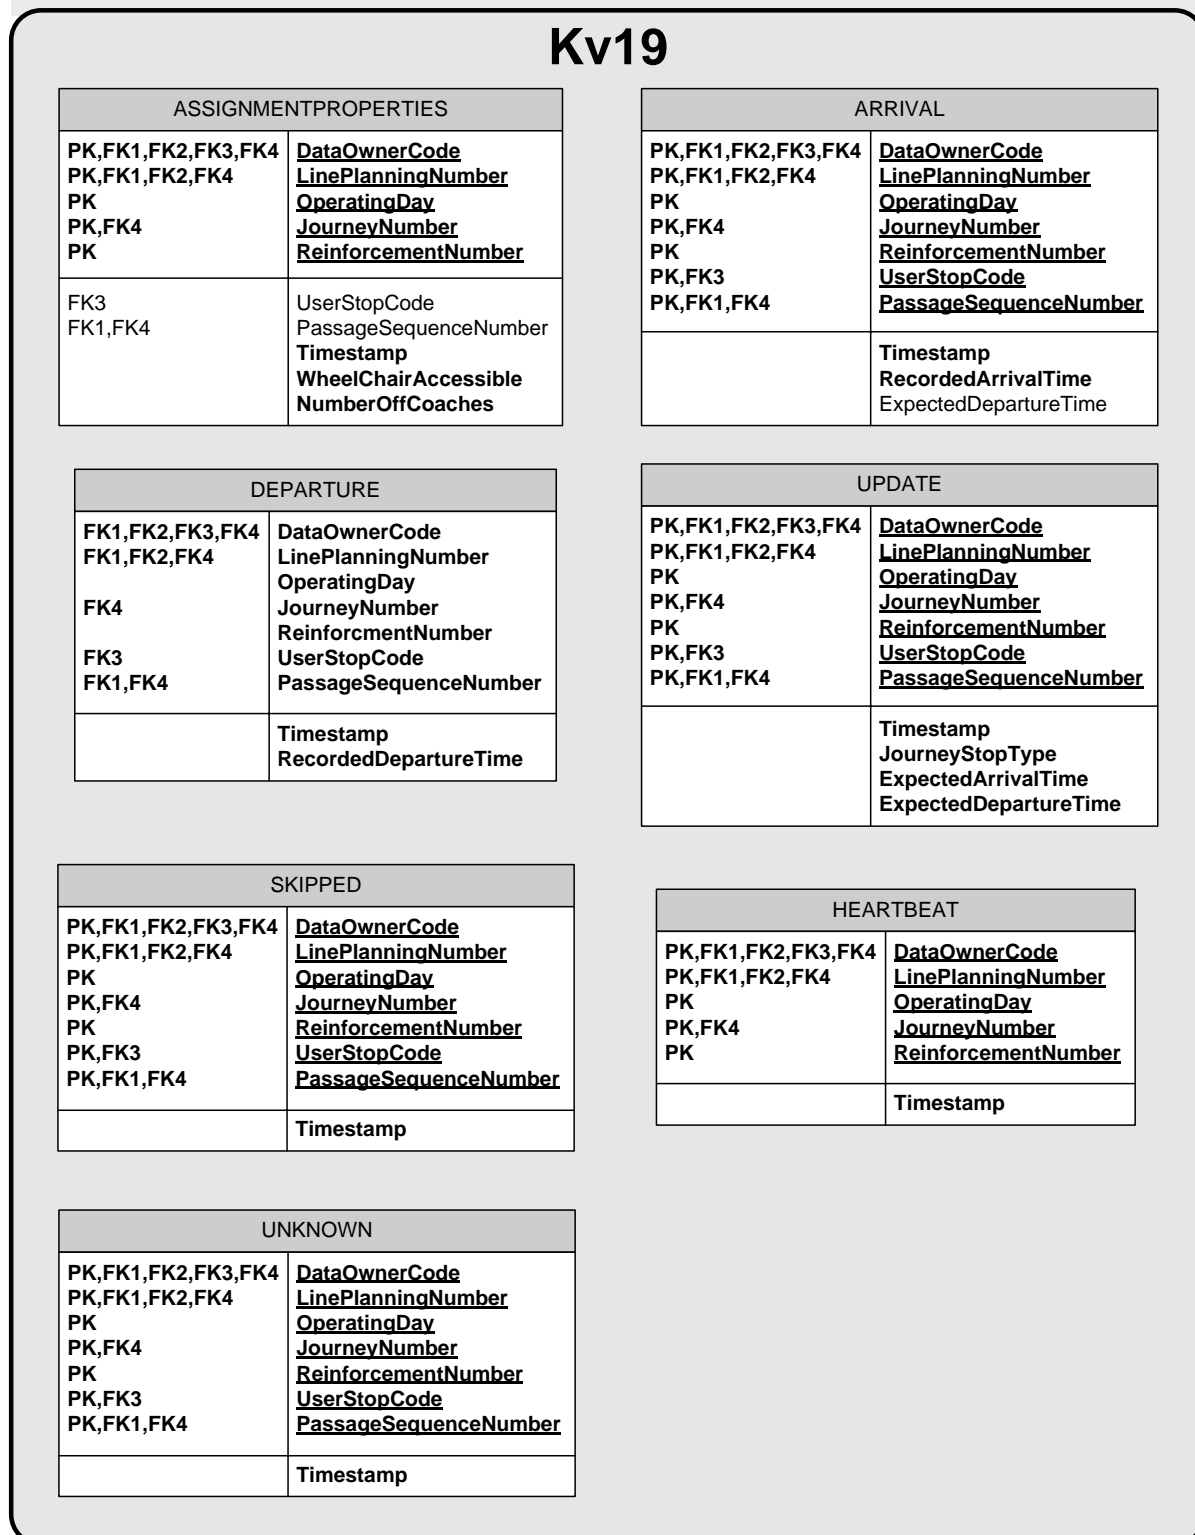 Kv19
ASSIGNMENTPROPERTIES
PK,FK1,FK2,FK3,FK4 DataOwnerCode
PK,FK1,FK2,FK4 LinePlanningNumber
PK OperatingDay
PK,FK4 JourneyNumber
PK ReinforcementNumber
FK3 UserStopCode
FK1,FK4 PassageSequenceNumber
Timestamp
WheelChairAccessible
NumberOffCoaches
ARRIVAL
PK,FK1,FK2,FK3,FK4 DataOwnerCode
PK,FK1,FK2,FK4 LinePlanningNumber
PK OperatingDay
PK,FK4 JourneyNumber
PK ReinforcementNumber
PK,FK3 UserStopCode
PK,FK1,FK4 PassageSequenceNumber
Timestamp
RecordedArrivalTime
ExpectedDepartureTime
DEPARTURE
FK1,FK2,FK3,FK4 DataOwnerCode
FK1,FK2,FK4 LinePlanningNumber
OperatingDay
FK4 JourneyNumber
ReinforcmentNumber
FK3 UserStopCode
FK1,FK4 PassageSequenceNumber
Timestamp
RecordedDepartureTime
UPDATE
PK,FK1,FK2,FK3,FK4 DataOwnerCode
PK,FK1,FK2,FK4 LinePlanningNumber
PK OperatingDay
PK,FK4 JourneyNumber
PK ReinforcementNumber
PK,FK3 UserStopCode
PK,FK1,FK4 PassageSequenceNumber
Timestamp
JourneyStopType
ExpectedArrivalTime
ExpectedDepartureTime
SKIPPED
PK,FK1,FK2,FK3,FK4 DataOwnerCode
PK,FK1,FK2,FK4 LinePlanningNumber
PK OperatingDay
PK,FK4 JourneyNumber
PK ReinforcementNumber
PK,FK3 UserStopCode
PK,FK1,FK4 PassageSequenceNumber
Timestamp
HEARTBEAT
PK,FK1,FK2,FK3,FK4 DataOwnerCode
PK,FK1,FK2,FK4 LinePlanningNumber
PK OperatingDay
PK,FK4 JourneyNumber
PK ReinforcementNumber
Timestamp
UNKNOWN
PK,FK1,FK2,FK3,FK4 DataOwnerCode
PK,FK1,FK2,FK4 LinePlanningNumber
PK OperatingDay
PK,FK4 JourneyNumber
PK ReinforcementNumber
PK,FK3 UserStopCode
PK,FK1,FK4 PassageSequenceNumber
Timestamp